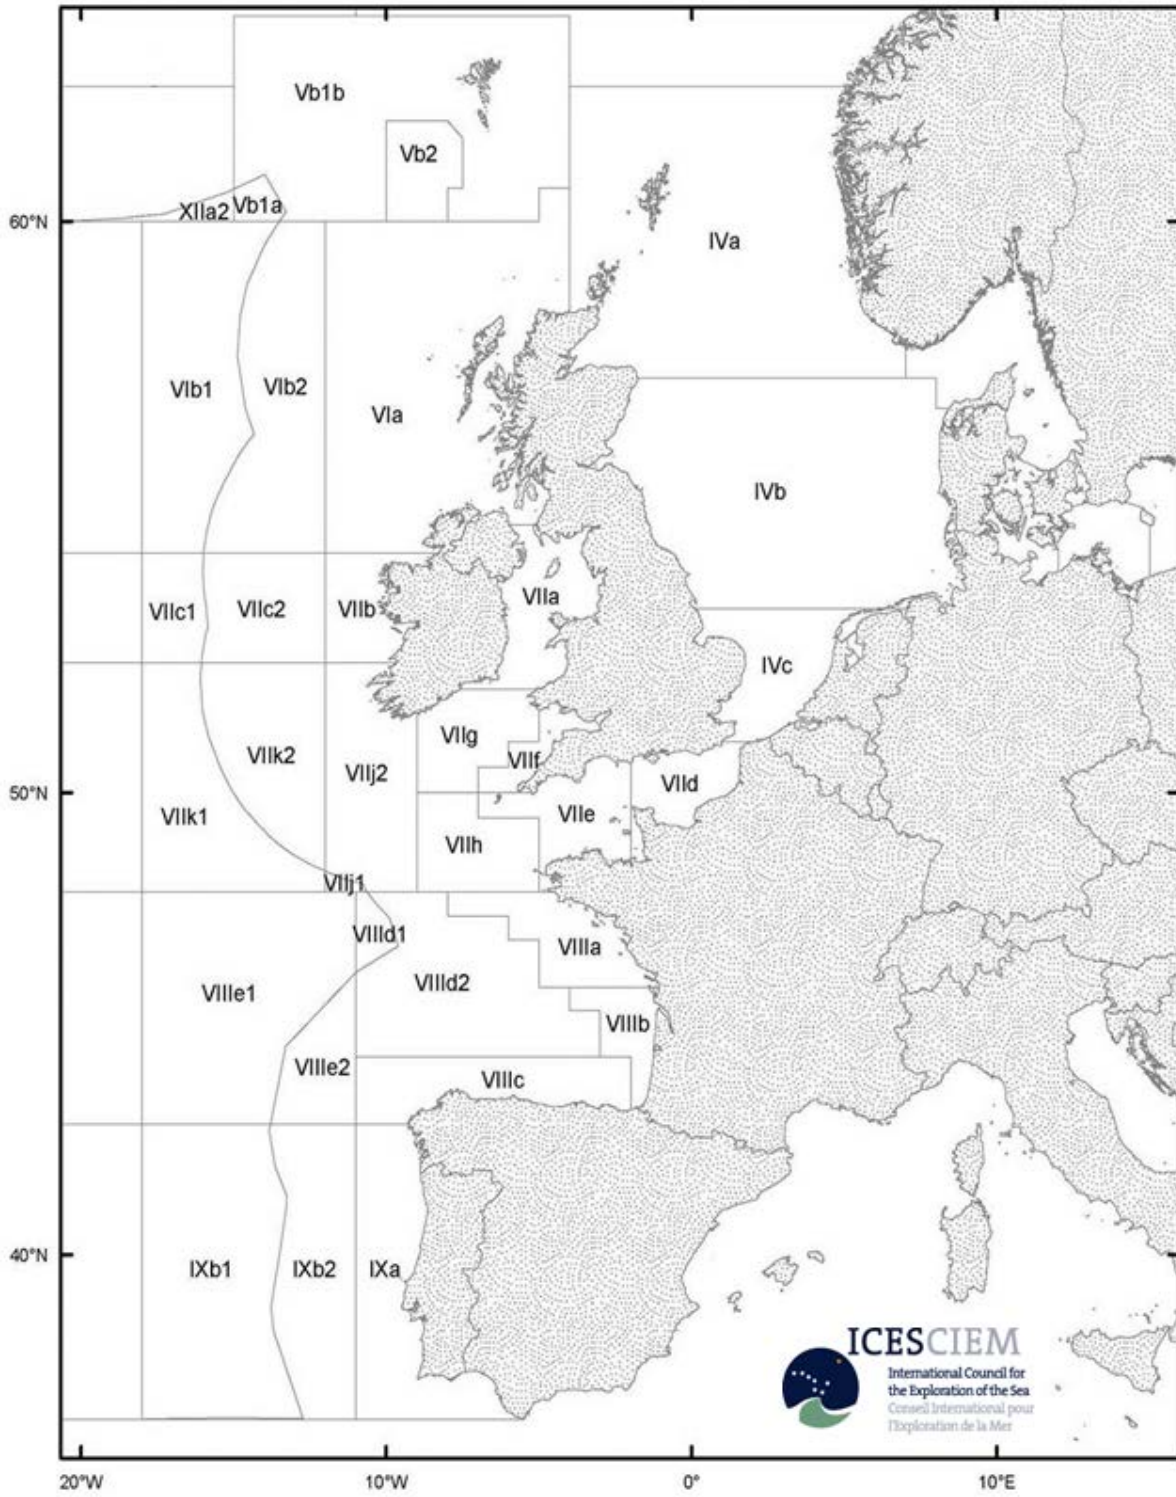 Vb1b
Vb2
XIIa2
Vb1a
60°N
IVa
VIb1
VIb2
VIa
IVb
VIIc1
VIIc2
VIIb
VIIa
IVc
VIIg
VIIf
VIIk2
VIIj2
VIId
50°N
VIIk1
VIIe
VIIh
VIIj1
VIIId1
VIIIa
VIIId2
VIIIe1
VIIIb
VIIIe2
VIIIc
40°N
IXb1
IXb2
IXa
ICESCIEM
International Council for
the Exploration of the Sea
Conseil International pour
l'Exploration de la Mer
20°W
10°W
0°
10°E